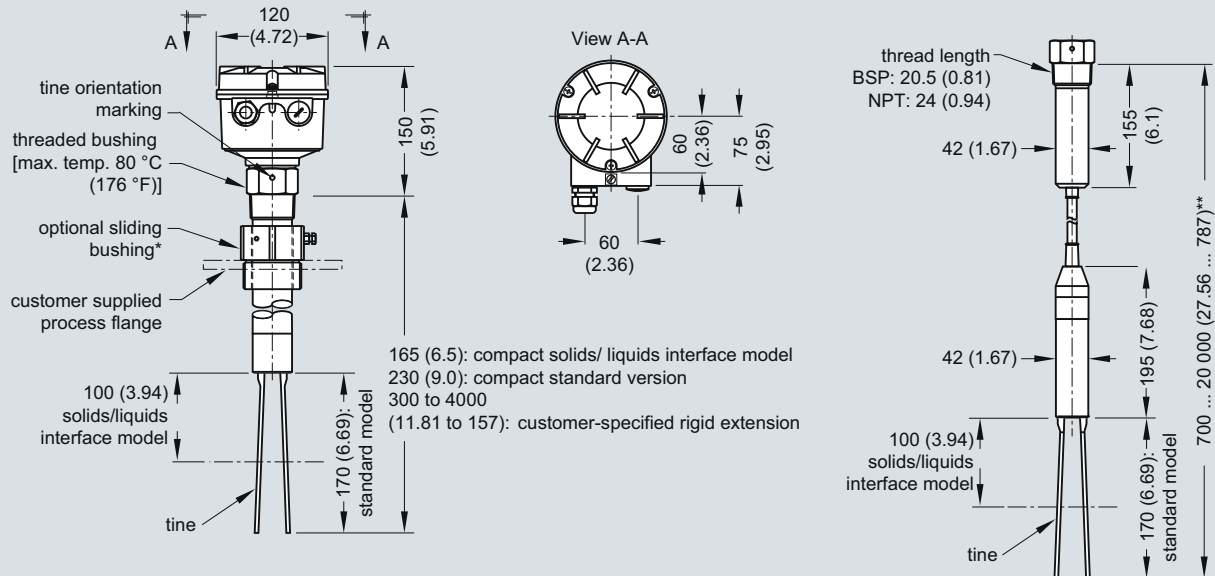 120
(4.72)
A
A
tine orientation
marking
threaded bushing
[max. temp. 80 °C
(176 °F)]
optional sliding
bushing*
customer supplied
process flange
150
(5.91)
100 (3.94)
solids/liquids
interface model
170 (6.69):
standard model
tine
165 (6.5): compact solids/ liquids interface model
230 (9.0): compact standard version
300 to 4000
(11.81 to 157): customer-specified rigid extension
View A-A
60
(2.36)
75
(2.95)
60
(2.36)
thread length
BSP: 20.5 (0.81)
NPT: 24 (0.94)
155
(6.1)
42 (1.67)
42 (1.67)
195 (7.68)
100 (3.94)
solids/liquids
interface model
170 (6.69):
standard model
tine
700 ... 20 000 (27.56 ... 787)**